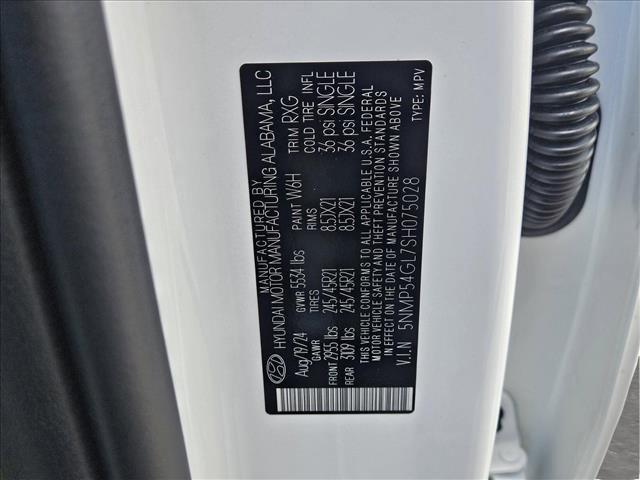 MANUFACTURED BY
HYUNDAI MOTOR MANUFACTURING ALABAMA, LLC
Aug/19/24 GVWR 5534 lbs PAINT W6H TRIM RXG
GAWR TIRES RIMS COLD TIRE INFL
FRONT 2955 lbs 245/45R21 8.5JX21 36 psi SINGLE
REAR 3109 lbs 245/45R21 8.5JX21 36 psi SINGLE
THIS VEHICLE CONFORMS TO ALL APPLICABLE U.S.A. FEDERAL
MOTOR VEHICLE SAFETY AND THEFT PREVENTION STANDARDS
IN EFFECT ON THE DATE OF MANUFACTURE SHOWN ABOVE
V.I.N 5NMP54GL7SH075028 TYPE: MPV